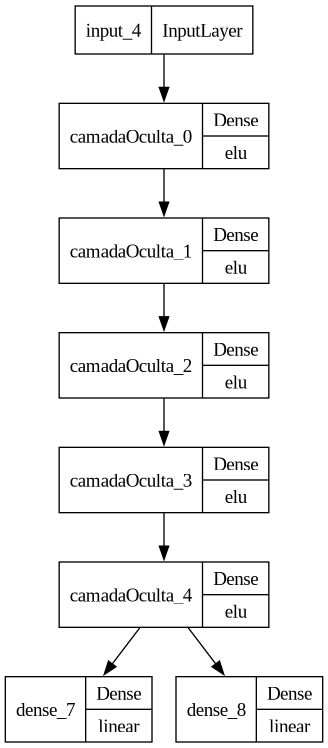 input_4 InputLayer
camadaOculta_0 Dense
elu
camadaOculta_1 Dense
elu
camadaOculta_2 Dense
elu
camadaOculta_3 Dense
elu
camadaOculta_4 Dense
elu
dense_7 Dense
linear
dense_8 Dense
linear